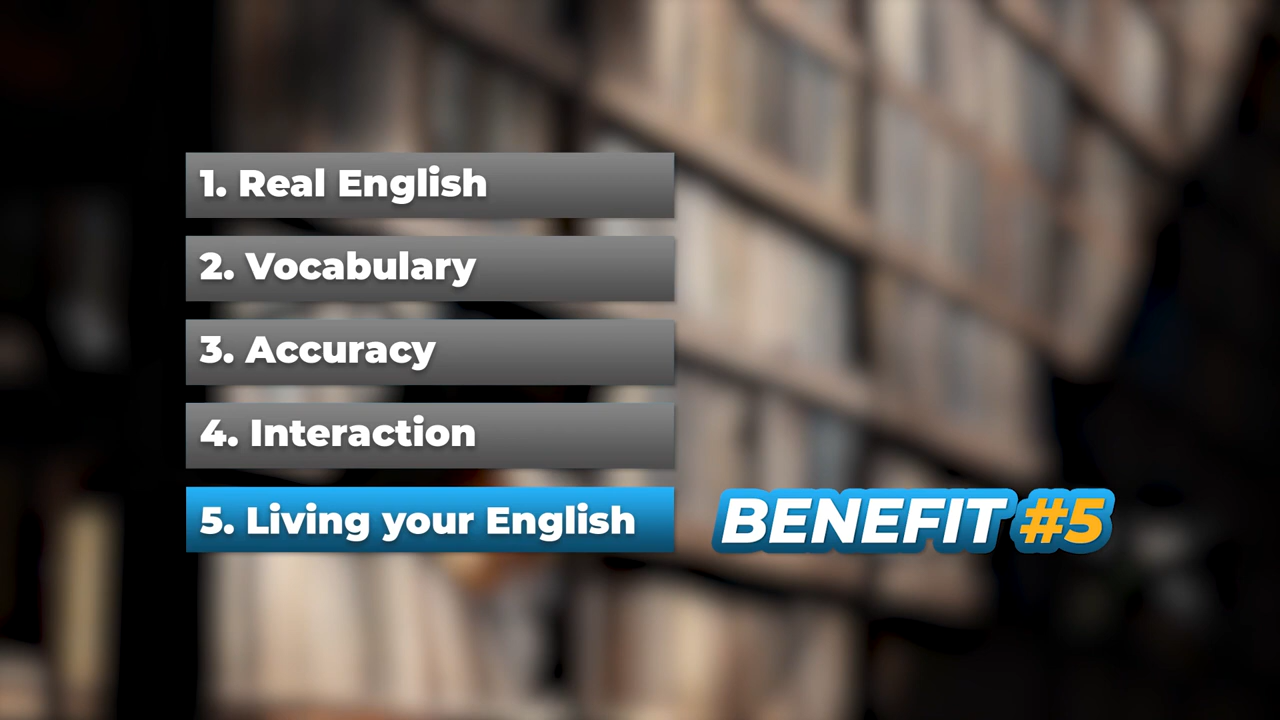 1. Real English
2. Vocabulary
3. Accuracy
4. Interaction
5. Living your English
BENEFIT #5